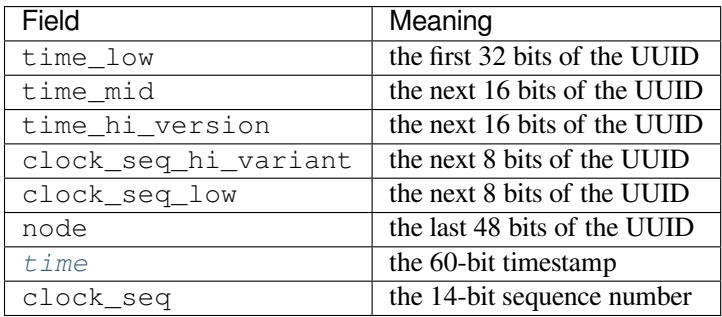 Field Meaning
time_low the first 32 bits of the UUID
time_mid the next 16 bits of the UUID
time_hi_version the next 16 bits of the UUID
clock_seq_hi_variant the next 8 bits of the UUID
clock_seq_low the next 8 bits of the UUID
node the last 48 bits of the UUID
time the 60-bit timestamp
clock_seq the 14-bit sequence number